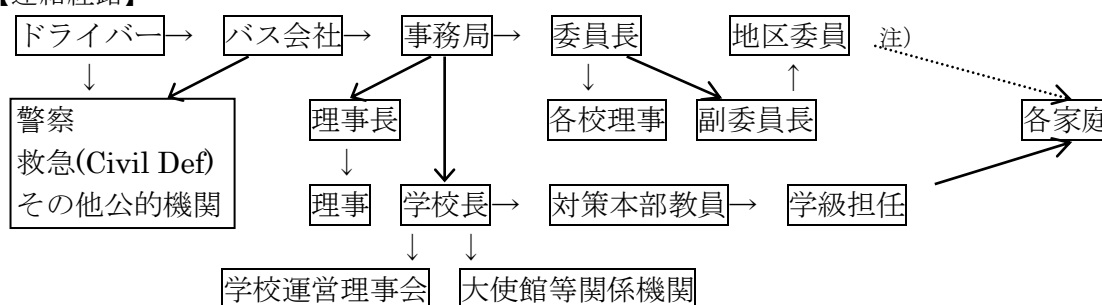 ドライバー→ バス会社→ 事務局→ 委員長 地区委員 注）
↓ ↓ ↑
警察 理事長 各校理事 副委員長 各家庭
救急(Civil Def) ↓
その他公的機関 理事 学校長→ 対策本部教員→ 学級担任
↓ ↓
学校運営理事会 大使館等関係機関